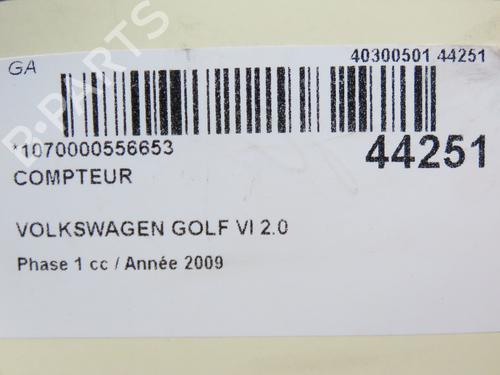 GA
40300501 44251
*1070000556653
44251
COMPTEUR
VOLKSWAGEN GOLF VI 2.0
Phase 1 cc / Année 2009
B-PARTS